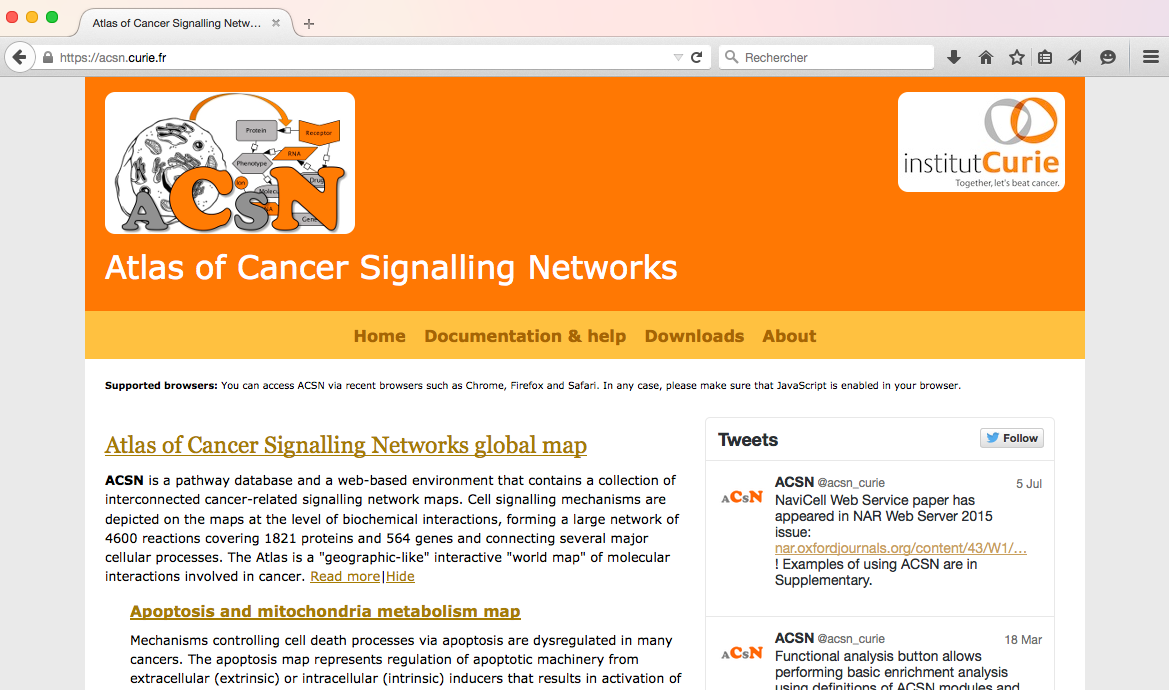 Atlas of Cancer Signalling Netw...
https://acsn.curie.fr
Rechercher
Protein
Receptor
RNA
Phenotype
Ion
Drug
Gene
ACSN
institutCurie
Together, let's beat cancer.
Atlas of Cancer Signalling Networks
Home Documentation & help Downloads About
Supported browsers: You can access ACSN via recent browsers such as Chrome, Firefox and Safari. In any case, please make sure that JavaScript is enabled in your browser.
Atlas of Cancer Signalling Networks global map
ACSN is a pathway database and a web-based environment that contains a collection of
interconnected cancer-related signalling network maps. Cell signalling mechanisms are
depicted on the maps at the level of biochemical interactions, forming a large network of
4600 reactions covering 1821 proteins and 564 genes and connecting several major
cellular processes. The Atlas is a "geographic-like" interactive "world map" of molecular
interactions involved in cancer. Read more|Hide
Apoptosis and mitochondria metabolism map
Mechanisms controlling cell death processes via apoptosis are dysregulated in many
cancers. The apoptosis map represents regulation of apoptotic machinery from
extracellular (extrinsic) or intracellular (intrinsic) inducers that results in activation of
Tweets
Follow
ACSN
ACSN @acsn_curie 5 Jul
NaviCell Web Service paper has
appeared in NAR Web Server 2015
issue:
nar.oxfordjournals.org/content/43/W1/...
! Examples of using ACSN are in
Supplementary.
ACSN
ACSN @acsn_curie 18 Mar
Functional analysis button allows
performing basic enrichment analysis
using definitions of ACSN modules and